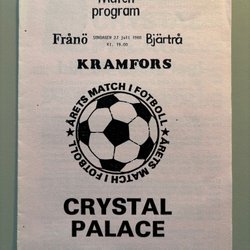 Match
program
Frånö SÖNDAGEN 27 juli 1980 Bjärtrå
Kl. 19.00
KRAMFORS
ÅRETS MATCH I FOTBOLL
ÅRETS MATCH I FOTBOLL
CRYSTAL
PALACE